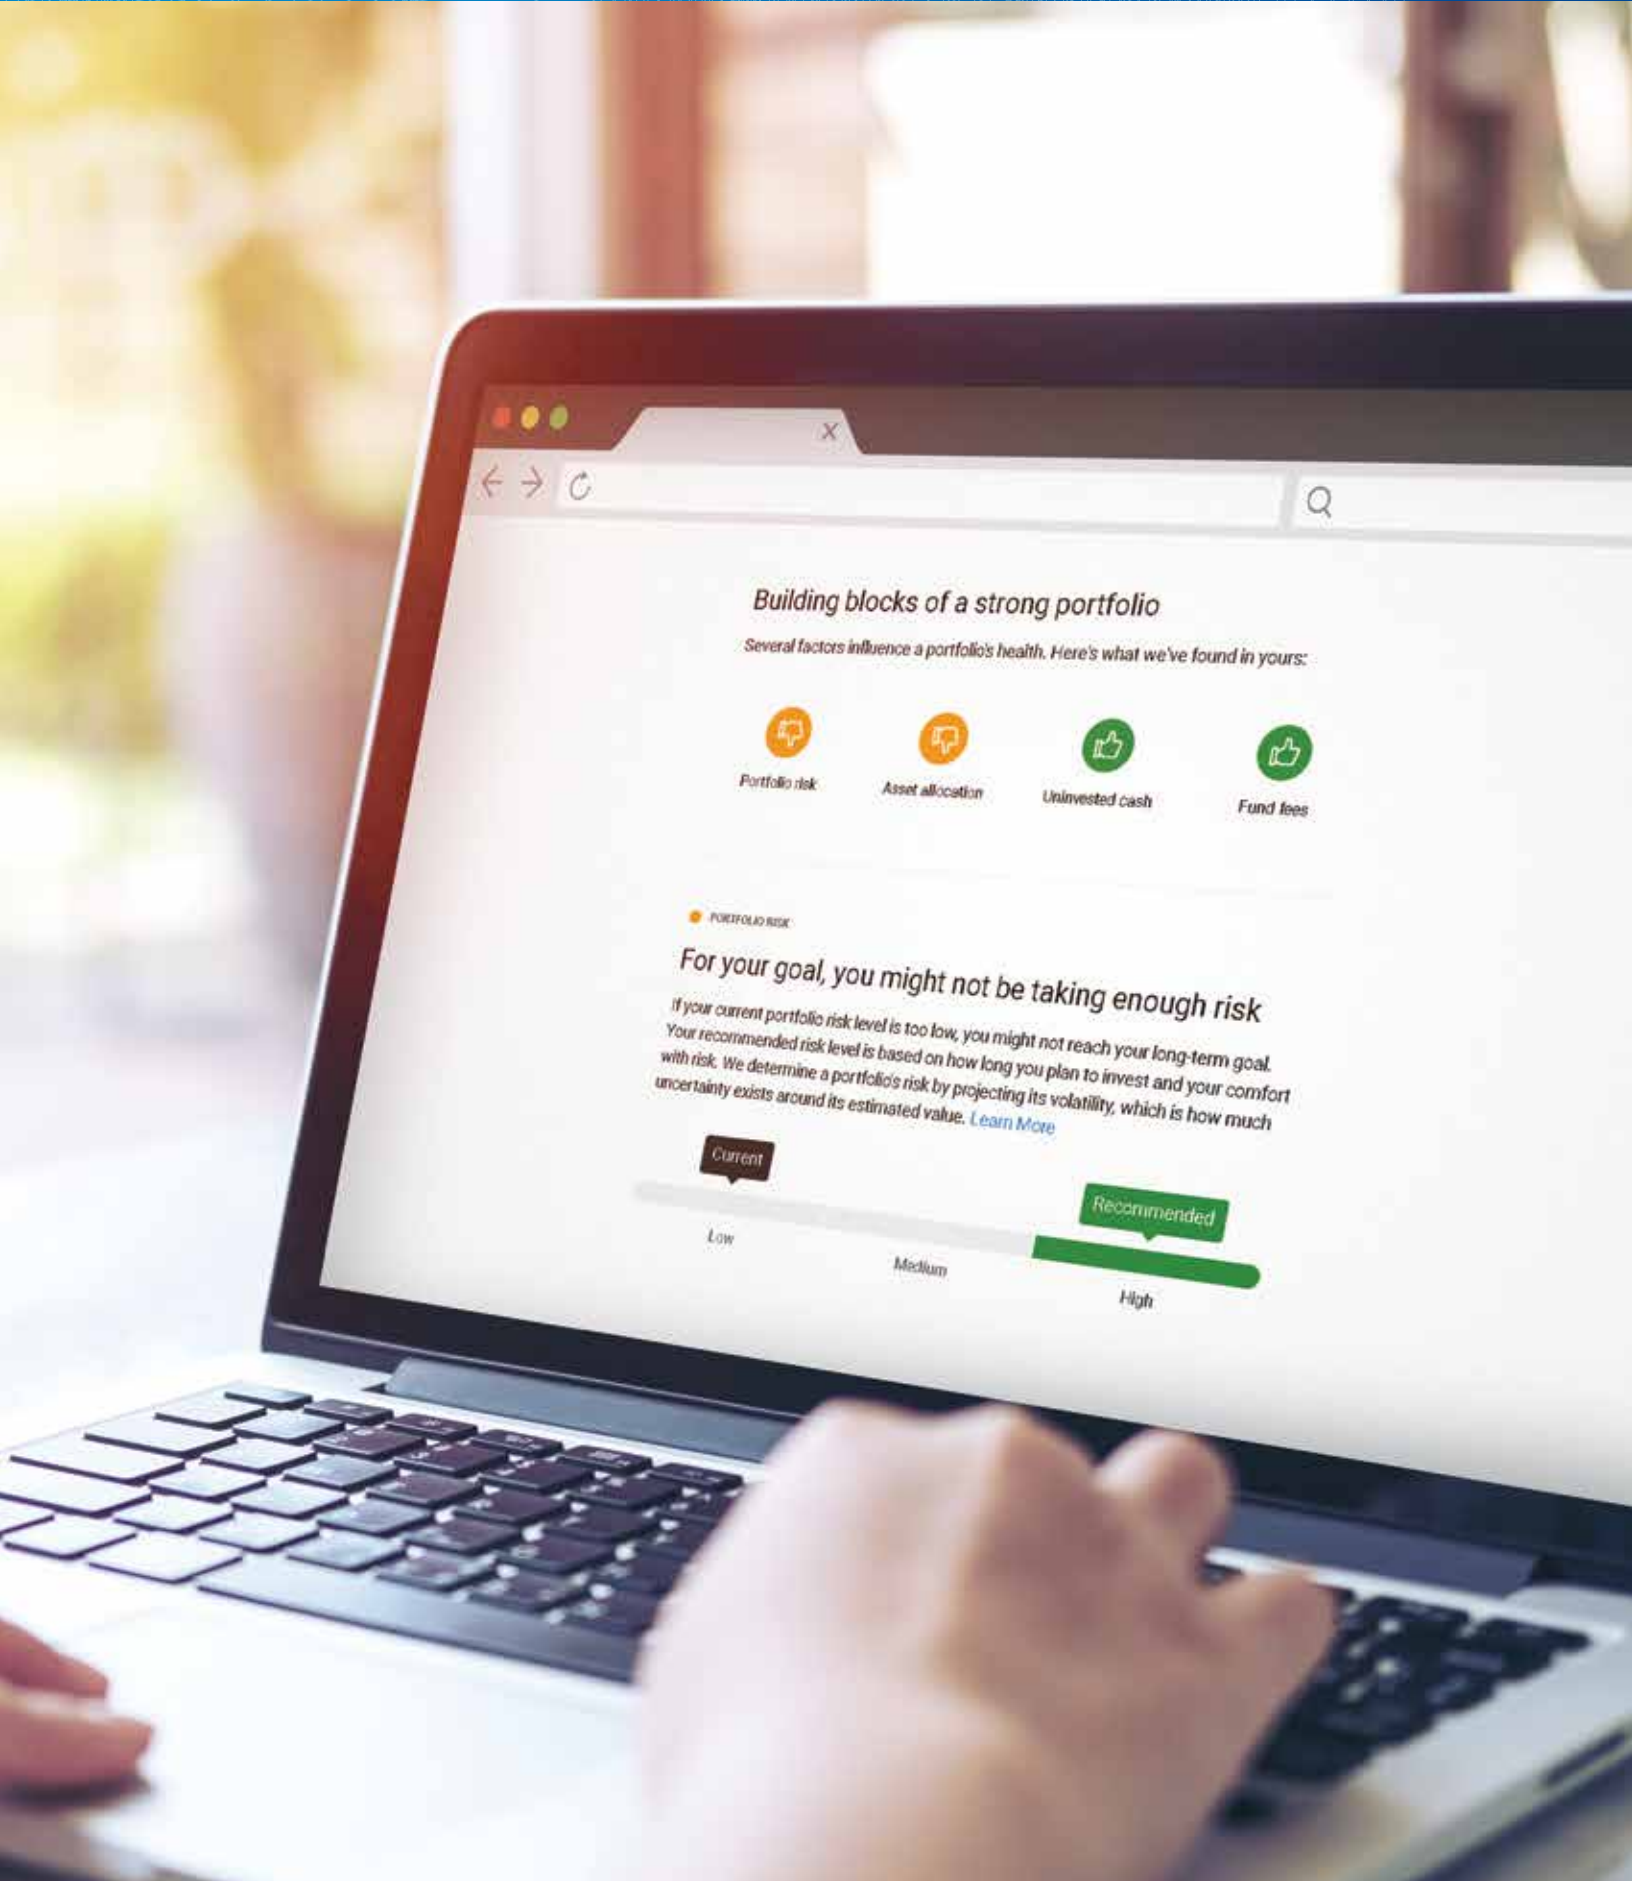 X
Building blocks of a strong portfolio
Several factors influence a portfolio's health. Here's what we've found in yours:
Portfolio risk
Asset allocation
Uninvested cash
Fund fees
PORTFOLIO RISK
For your goal, you might not be taking enough risk
If your current portfolio risk level is too low, you might not reach your long-term goal.
Your recommended risk level is based on how long you plan to invest and your comfort
with risk. We determine a portfolio's risk by projecting its volatility, which is how much
uncertainty exists around its estimated value. Learn More
Current
Recommended
Low
Medium
High